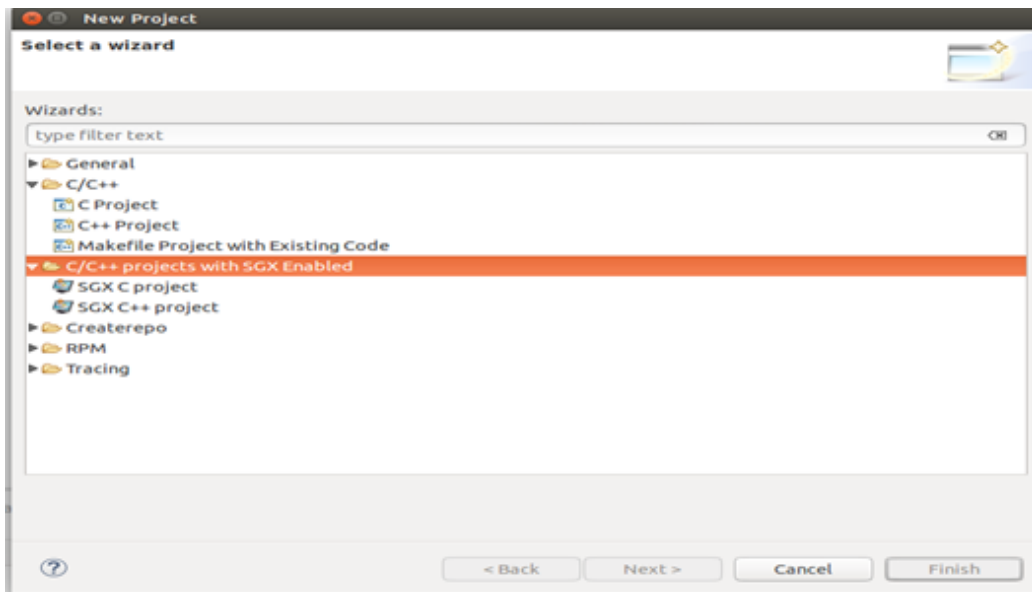 New Project
Select a wizard
Wizards:
type filter text
General
C/C++
C Project
C++ Project
Makefile Project with Existing Code
C/C++ projects with SGX Enabled
SGX C project
SGX C++ project
Createrepo
RPM
Tracing
< Back Next > Cancel Finish